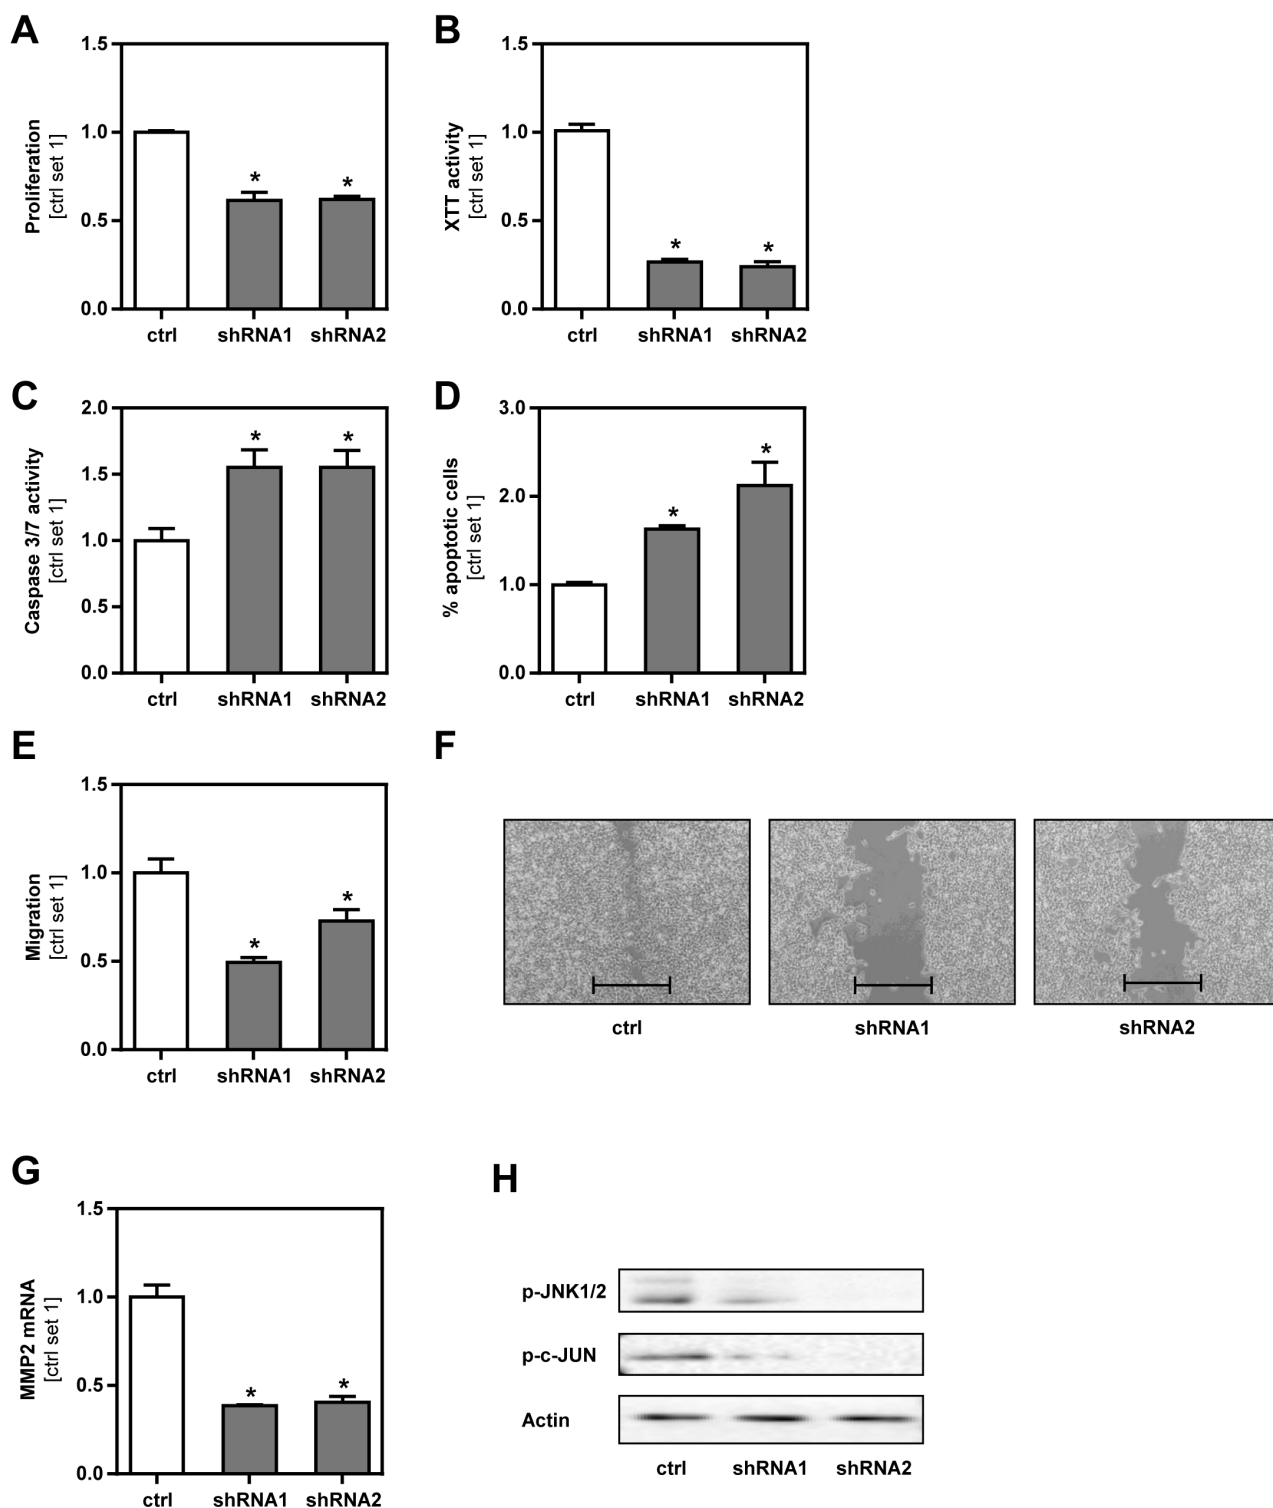 A
Proliferation
[ctrl set 1]
1.5
1.0
0.5
0.0
*
*
ctrl shRNA1 shRNA2
B
XTT activity
[ctrl set 1]
1.5
1.0
0.5
0.0
*
*
ctrl shRNA1 shRNA2
C
Caspase 3/7 activity
[ctrl set 1]
2.0
1.5
1.0
0.5
0.0
*
*
ctrl shRNA1 shRNA2
D
% apoptotic cells
[ctrl set 1]
3.0
2.0
1.0
0.0
*
*
ctrl shRNA1 shRNA2
E
Migration
[ctrl set 1]
1.5
1.0
0.5
0.0
*
*
ctrl shRNA1 shRNA2
F
ctrl shRNA1 shRNA2
G
MMP2 mRNA
[ctrl set 1]
1.5
1.0
0.5
0.0
*
*
ctrl shRNA1 shRNA2
H
p-JNK1/2
p-c-JUN
Actin
ctrl shRNA1 shRNA2